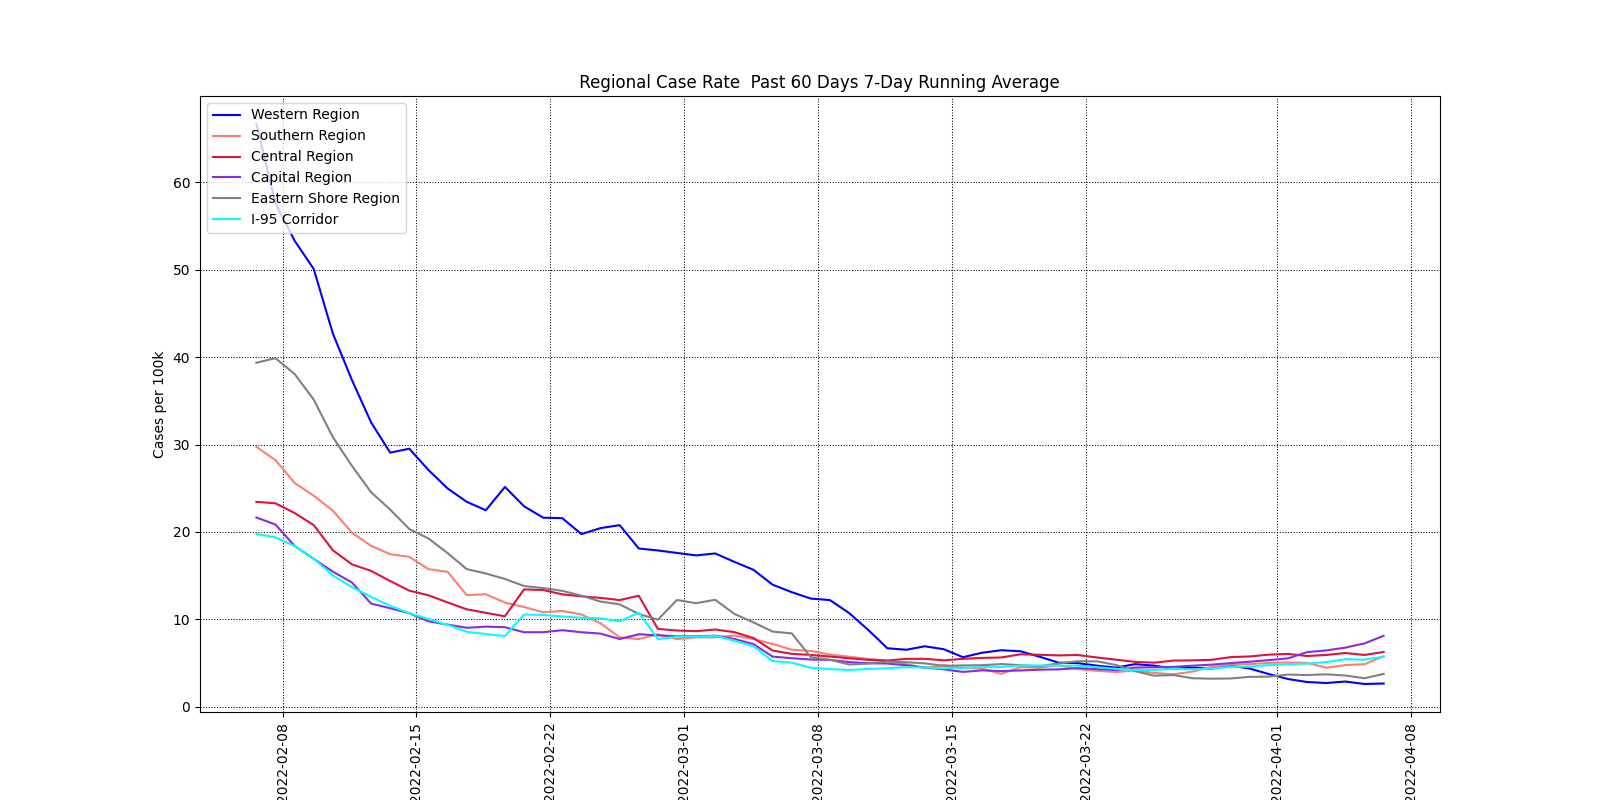 Regional Case Rate  Past 60 Days 7-Day Running Average
Western Region
Southern Region
Central Region
Capital Region
Eastern Shore Region
I-95 Corridor
Cases per 100k
60
50
40
30
20
10
0
2022-02-08
2022-02-15
2022-02-22
2022-03-01
2022-03-08
2022-03-15
2022-03-22
2022-04-01
2022-04-08